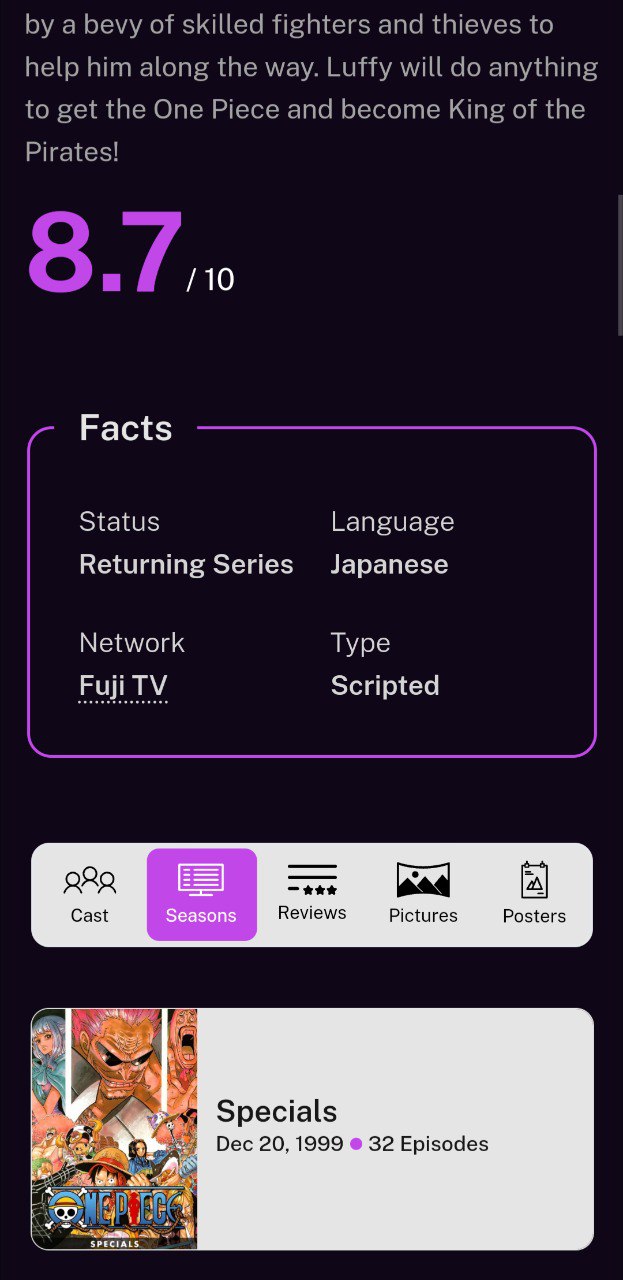 by a bevy of skilled fighters and thieves to
help him along the way. Luffy will do anything
to get the One Piece and become King of the
Pirates!
8.7 / 10
Facts
Status
Language
Returning Series
Japanese
Network
Type
Fuji TV
Scripted
Cast
Seasons
Reviews
Pictures
Posters
Specials
Dec 20, 1999 ● 32 Episodes
ONE PIECE
SPECIALS